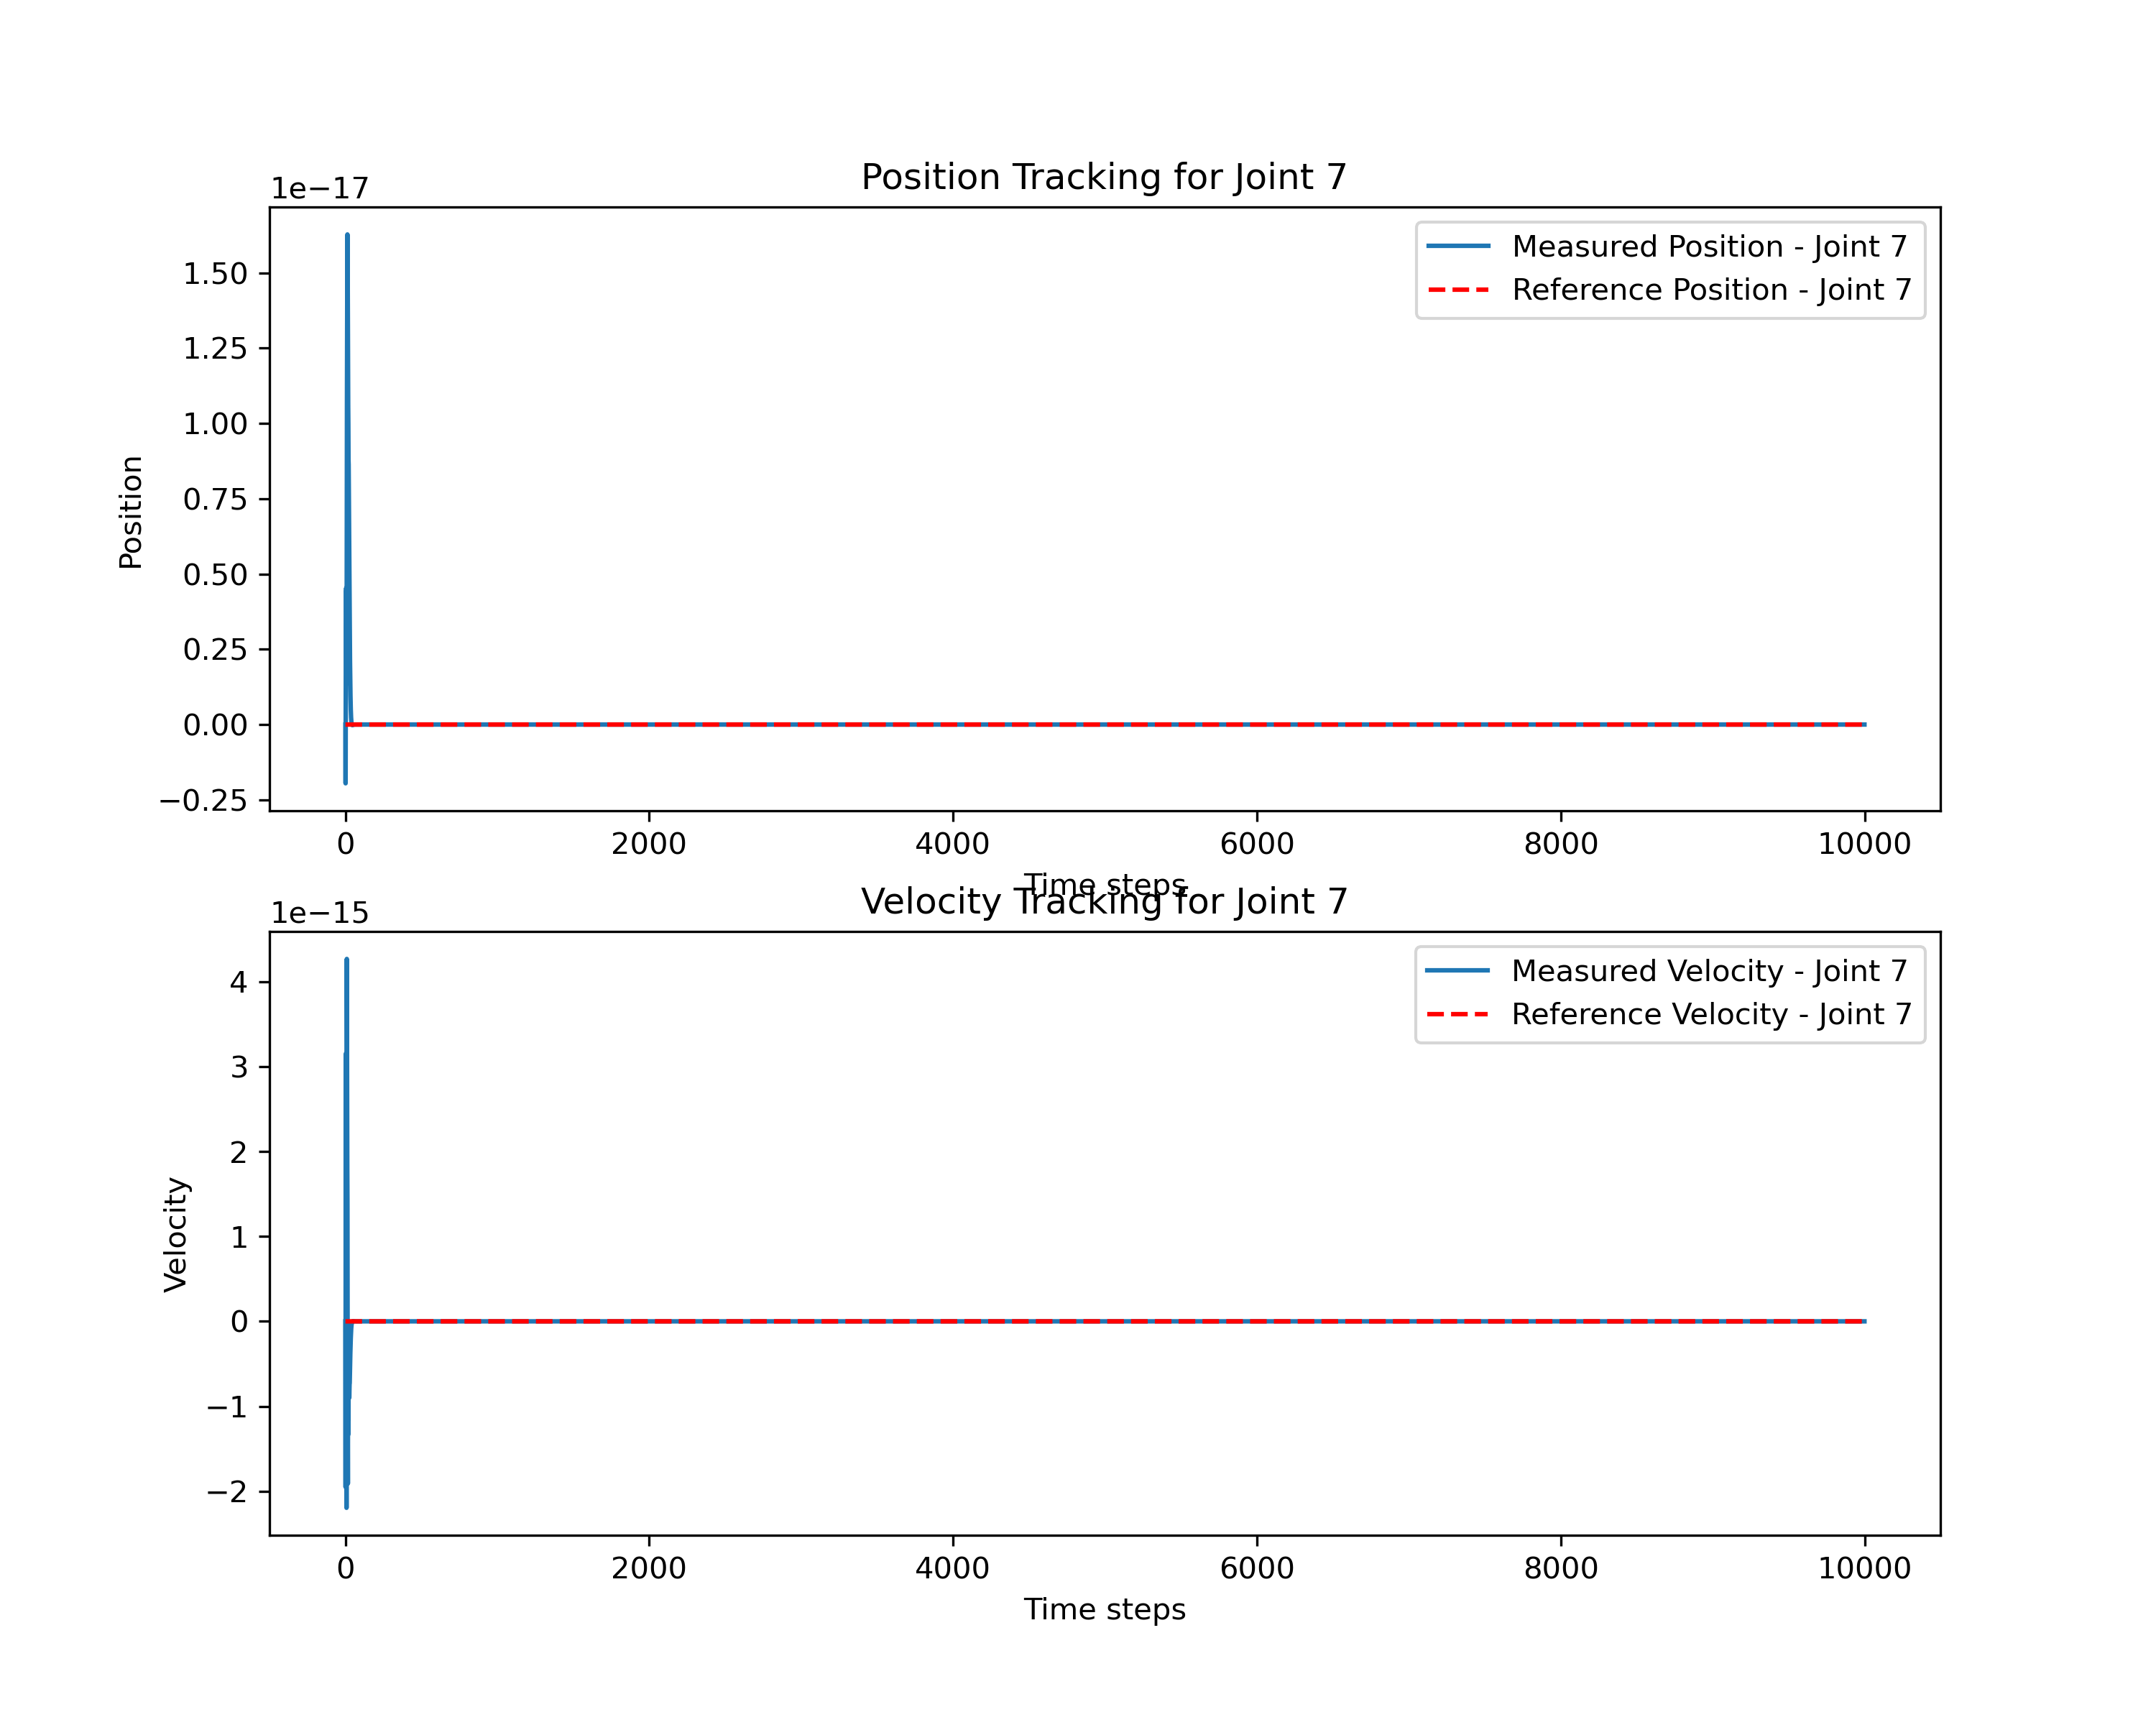 Position Tracking for Joint 7
1e−17
Measured Position - Joint 7
Reference Position - Joint 7
1.50
1.25
1.00
0.75
0.50
0.25
0.00
−0.25
Position
0 2000 4000 6000 8000 10000
Time steps
Velocity Tracking for Joint 7
1e−15
Measured Velocity - Joint 7
Reference Velocity - Joint 7
4
3
2
1
0
−1
−2
Velocity
0 2000 4000 6000 8000 10000
Time steps